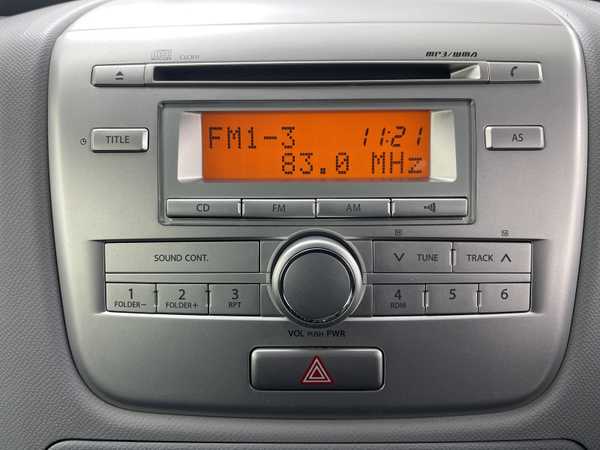 MP3/WMA
TITLE
FM1-3 11:21
83.0 MHz
AS
CD FM AM
SOUND CONT.
TUNE TRACK
1 2 3 4 5 6
FOLDER− FOLDER+ RPT RDM
VOL PUSH PWR